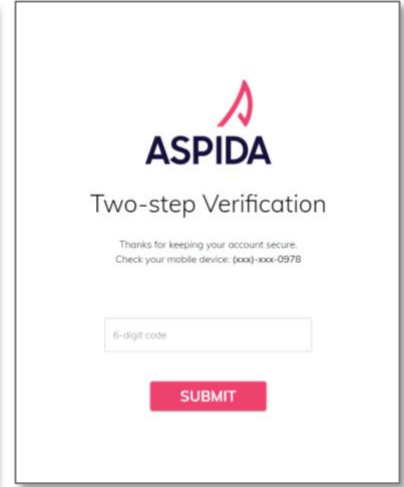 ASPIDA
Two-step Verification
Thanks for keeping your account secure.
Check your mobile device: (xxx)-xxx-0978
6-digit code
SUBMIT